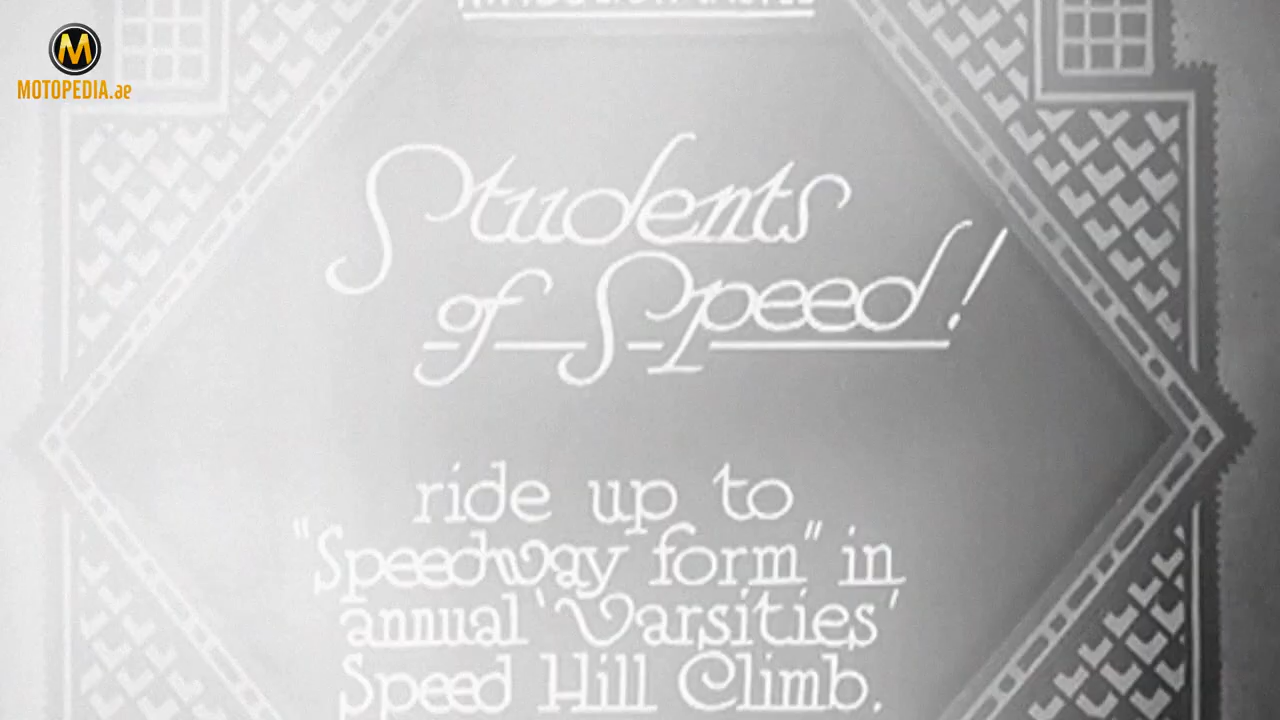 MOTOPEDIA.ae
Students
of Speed!
ride up to
"Speedway form" in
annual 'Varsities'
Speed Hill Climb.